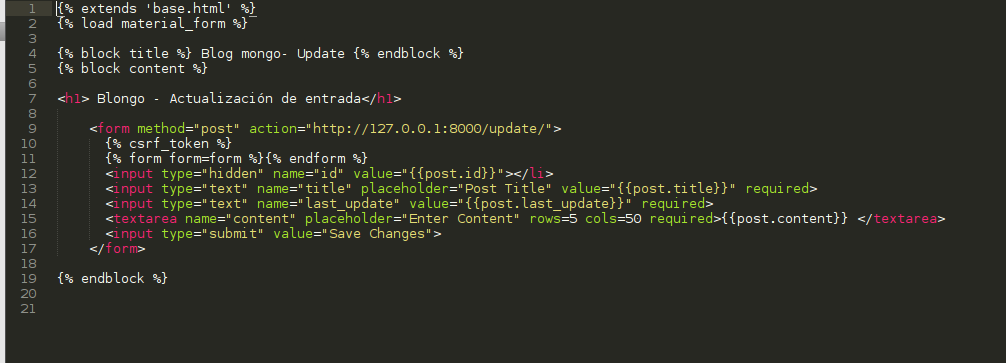 1 {% extends 'base.html' %}
2 {% load material_form %}
3
4 {% block title %} Blog mongo- Update {% endblock %}
5 {% block content %}
6
7 <h1> Blongo - Actualización de entrada</h1>
8
9 <form method="post" action="http://127.0.0.1:8000/update/">
10 {% csrf_token %}
11 {% form form=form %}{% endform %}
12 <input type="hidden" name="id" value="{{post.id}}"></li>
13 <input type="text" name="title" placeholder="Post Title" value="{{post.title}}" required>
14 <input type="text" name="last_update" value="{{post.last_update}}" required>
15 <textarea name="content" placeholder="Enter Content" rows=5 cols=50 required>{{post.content}} </textarea>
16 <input type="submit" value="Save Changes">
17 </form>
18
19 {% endblock %}
20
21